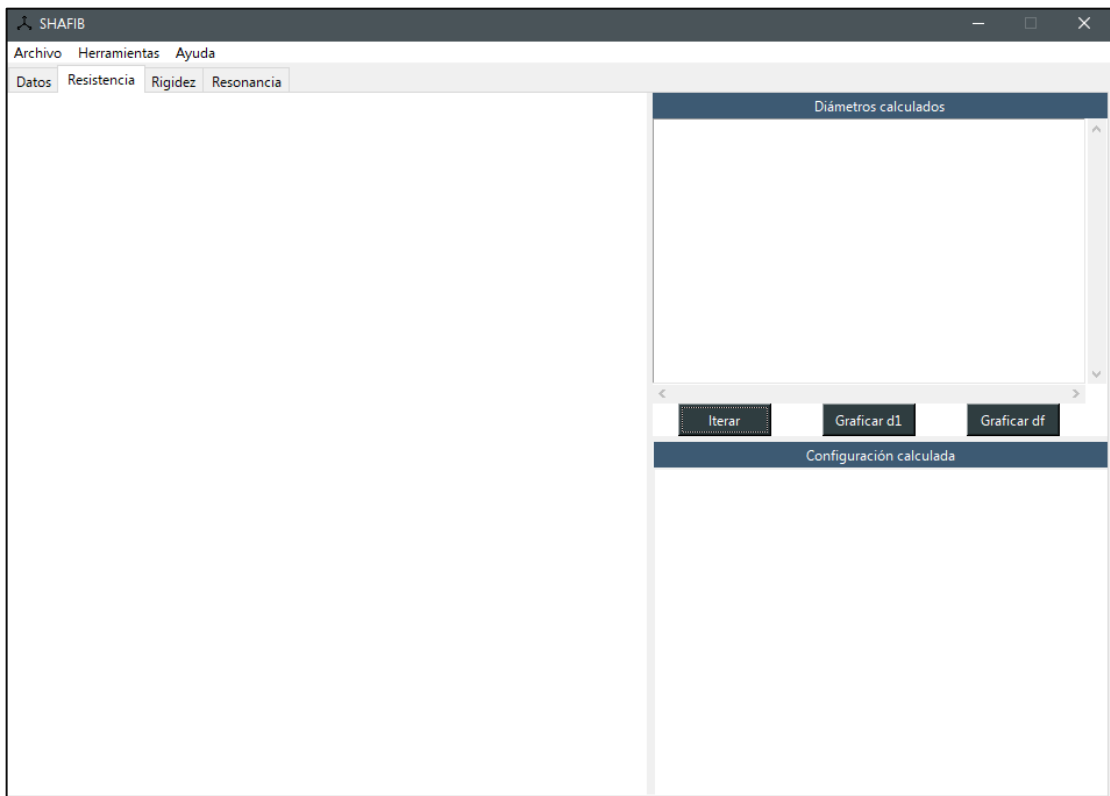 SHAFIB
Archivo Herramientas Ayuda
Datos Resistencia Rigidez Resonancia
Diámetros calculados
Iterar Graficar d1 Graficar df
Configuración calculada